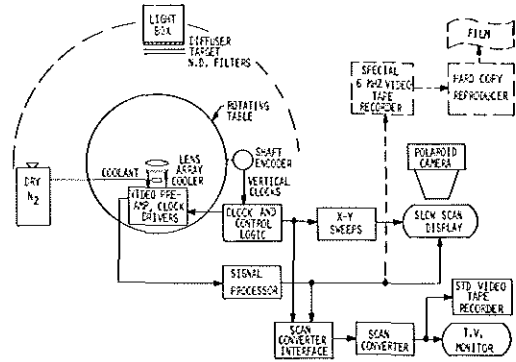 LIGHT
BOX
DIFFUSER
TARGET
N.D. FILTERS
FILM
SPECIAL
6 MHZ VIDEO
TAPE
RECORDER
HARD COPY
REPRODUCER
ROTATING
TABLE
SHAFT
ENCODER
POLAROID
CAMERA
LENS
ARRAY
COOLER
COOLANT
DRY
N2
VERTICAL
CLOCKS
VIDEO PRE-
AMP, CLOCK
DRIVERS
CLOCK AND
CONTROL
LOGIC
X-Y
SWEEPS
SLOW SCAN
DISPLAY
SIGNAL
PROCESSOR
STD VIDEO
TAPE
RECORDER
SCAN
CONVERTER
INTERFACE
SCAN
CONVERTER
T.V.
MONITOR